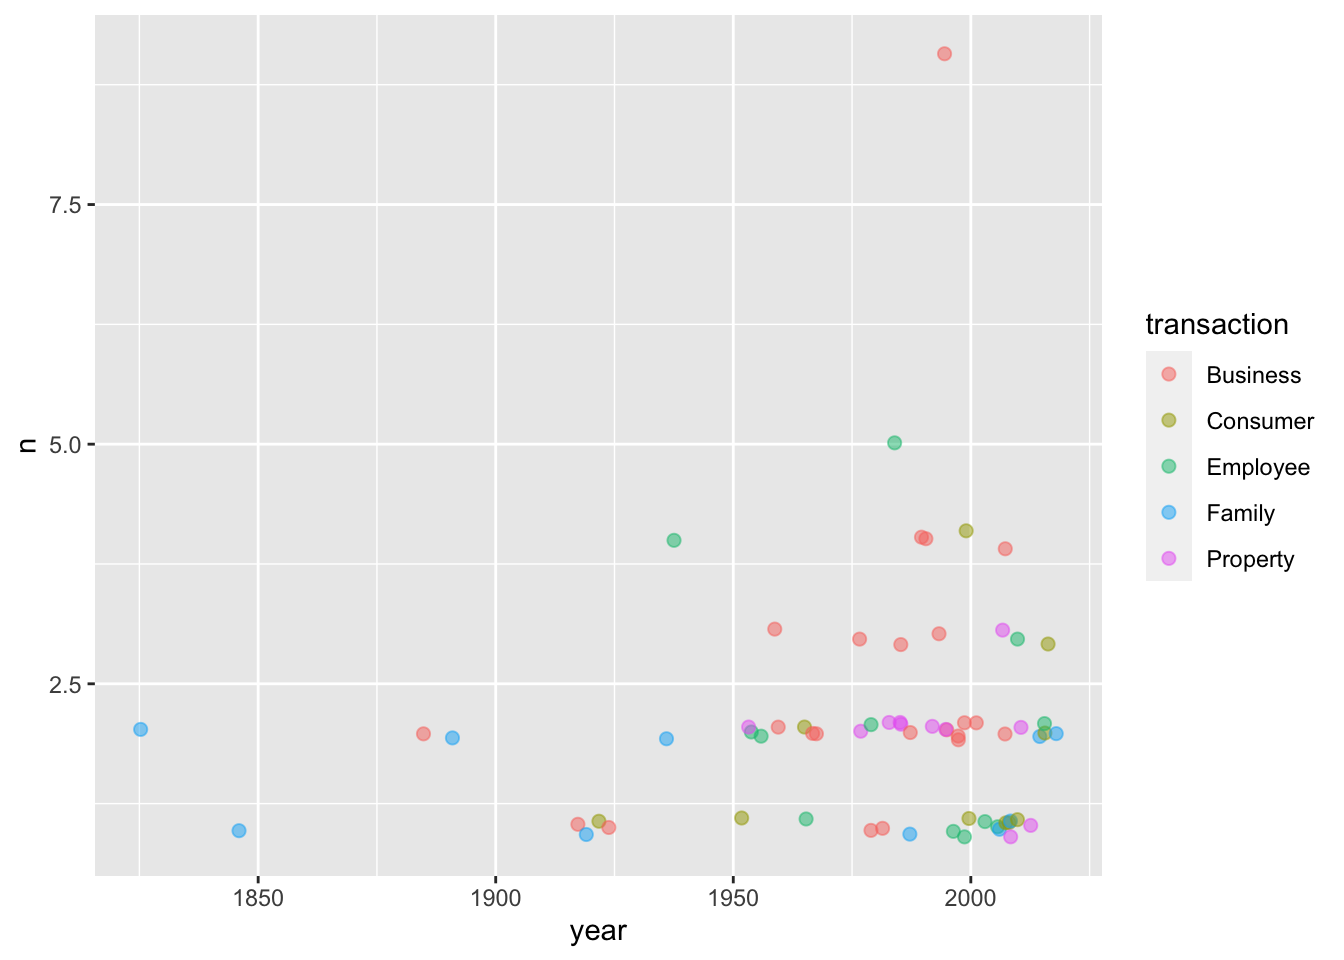 7.5
5.0
2.5
n
1850 1900 1950 2000
year
transaction
Business
Consumer
Employee
Family
Property